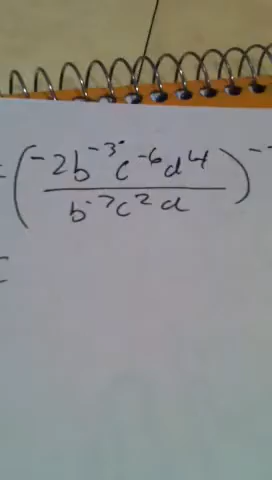 = ( -2b^-3 c^-6 d^4 ) ^-
b^-7 c^2 d